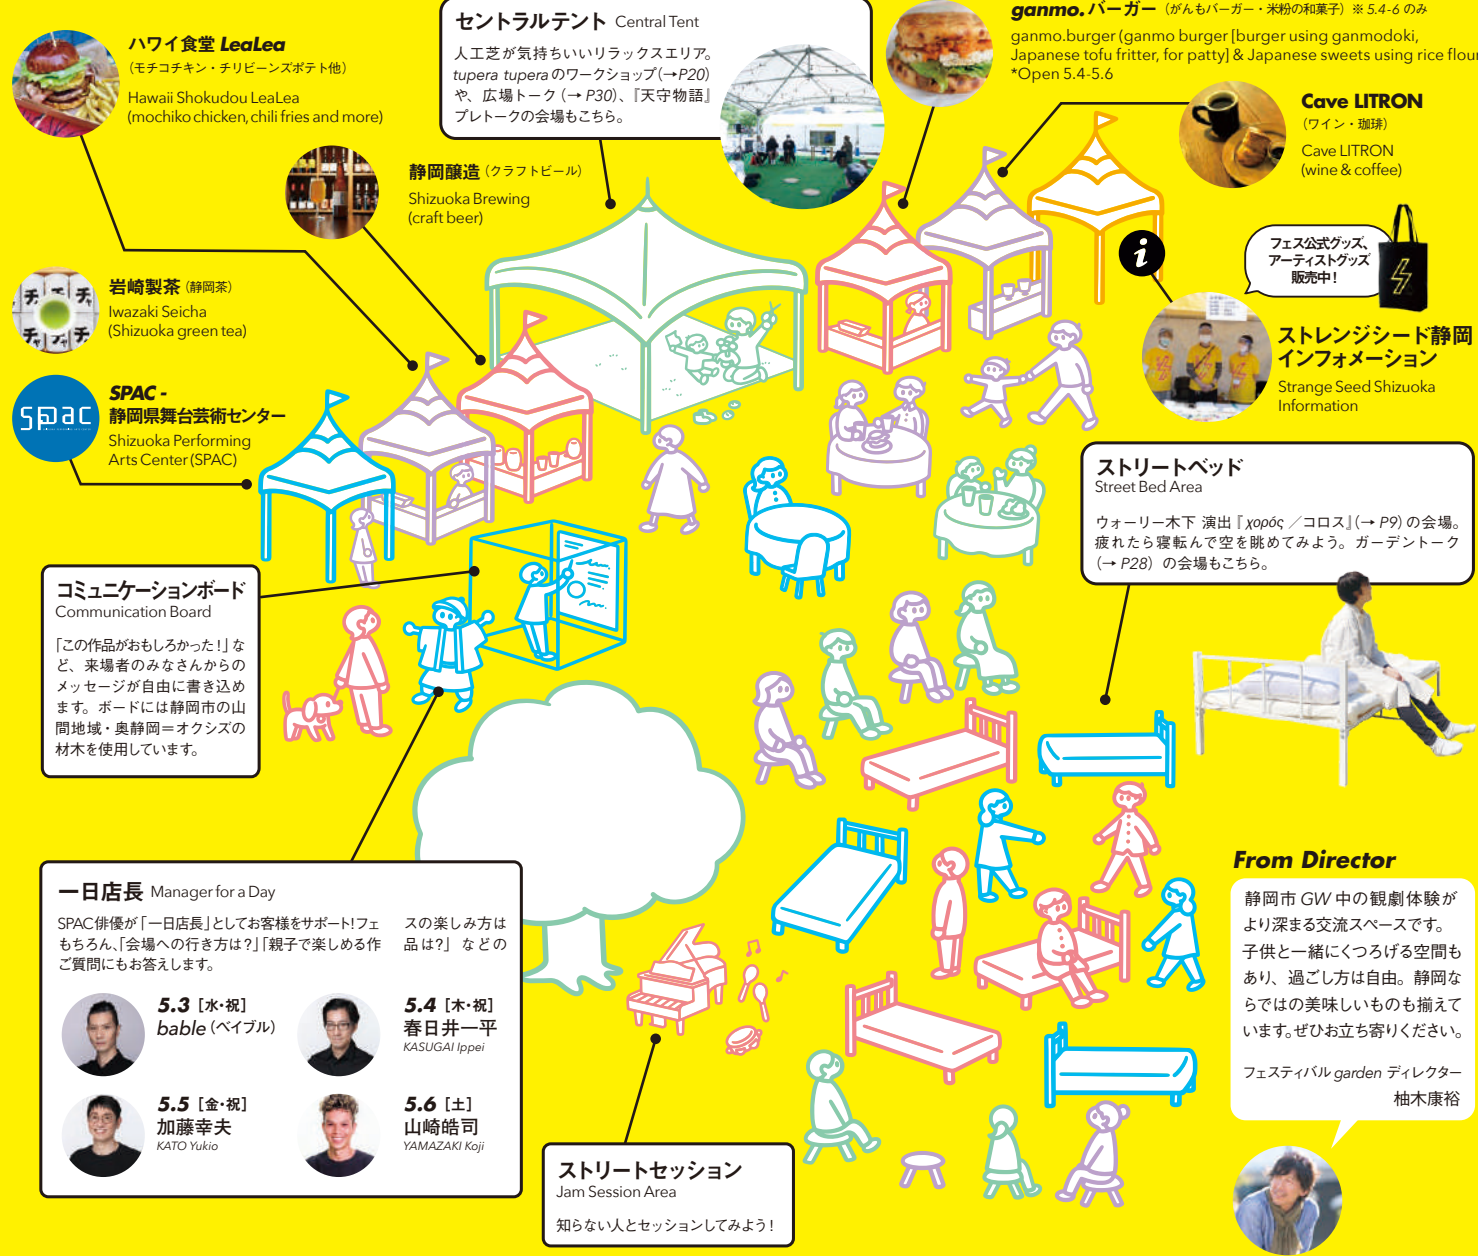 ハワイ食堂 LeaLea
（モチコチキン・チリビーンズポテト他）
Hawaii Shokudou LeaLea
(mochiko chicken, chili fries and more)
静岡醸造（クラフトビール）
Shizuoka Brewing
(craft beer)
岩崎製茶（静岡茶）
Iwazaki Seicha
(Shizuoka green tea)
チャ
チャ
spac
SPAC -
静岡県舞台芸術センター
Shizuoka Performing
Arts Center (SPAC)
セントラルテント Central Tent
人工芝が気持ちいいリラックスエリア。
tupera tuperaのワークショップ（→P20）
や、広場トーク（→ P30）、『天守物語』
プレトークの会場もこちら。
ganmo.バーガー（がんもバーガー・米粉の和菓子）※ 5.4-6 のみ
ganmo.burger (ganmo burger [burger using ganmodoki,
Japanese tofu fritter, for patty] & Japanese sweets using rice flour
*Open 5.4-5.6
Cave LITRON
（ワイン・珈琲）
Cave LITRON
(wine & coffee)
i
フェス公式グッズ、
アーティストグッズ
販売中！
ストレンジシード静岡
インフォメーション
Strange Seed Shizuoka
Information
ストリートベッド
Street Bed Area
ウォーリー木下 演出『χορός ／コロス』（→ P9）の会場。
疲れたら寝転んで空を眺めてみよう。ガーデントーク
（→ P28）の会場もこちら。
コミュニケーションボード
Communication Board
「この作品がおもしろかった！」な
ど、来場者のみなさんからの
メッセージが自由に書き込め
ます。ボードには静岡市の山
間地域・奥静岡＝オクシズの
材木を使用しています。
一日店長 Manager for a Day
SPAC俳優が「一日店長」としてお客様をサポート！フェ スの楽しみ方は
もちろん、「会場への行き方は？」「親子で楽しめる作 品は？」などの
ご質問にもお答えします。
5.3［水・祝］
bable（ベイブル）
5.4［木・祝］
春日井一平
KASUGAI Ippei
5.5［金・祝］
加藤幸夫
KATO Yukio
5.6［土］
山崎皓司
YAMAZAKI Koji
ストリートセッション
Jam Session Area
知らない人とセッションしてみよう！
From Director
静岡市 GW 中の観劇体験が
より深まる交流スペースです。
子供と一緒にくつろげる空間も
あり、過ごし方は自由。静岡な
らではの美味しいものも揃えて
います。ぜひお立ち寄りください。
フェスティバル garden ディレクター
柚木康裕